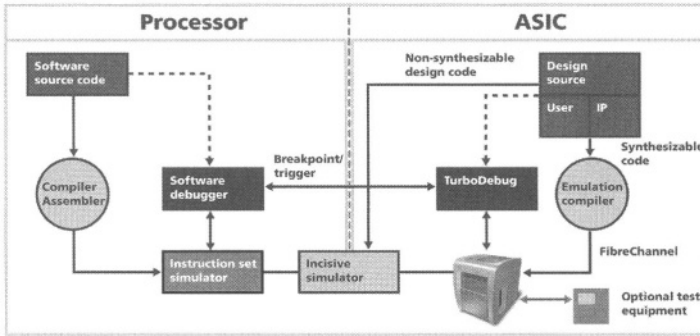 Processor
ASIC
Software
source code
Non-synthesizable
design code
Design
source
User
IP
Synthesizable
code
Breakpoint/
trigger
Compiler
Assembler
Software
debugger
TurboDebug
Emulation
compiler
Instruction set
simulator
Incisive
simulator
FibreChannel
Optional test
equipment